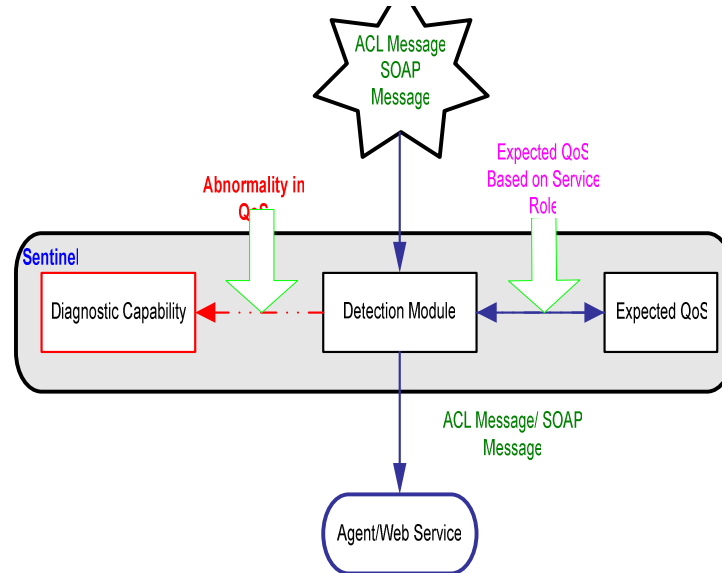 ACL Message
SOAP
Message
Expected QoS
Based on Service
Role
Abnormality in
QoS
Sentinel
Diagnostic Capability
Detection Module
Expected QoS
ACL Message/ SOAP
Message
Agent/Web Service